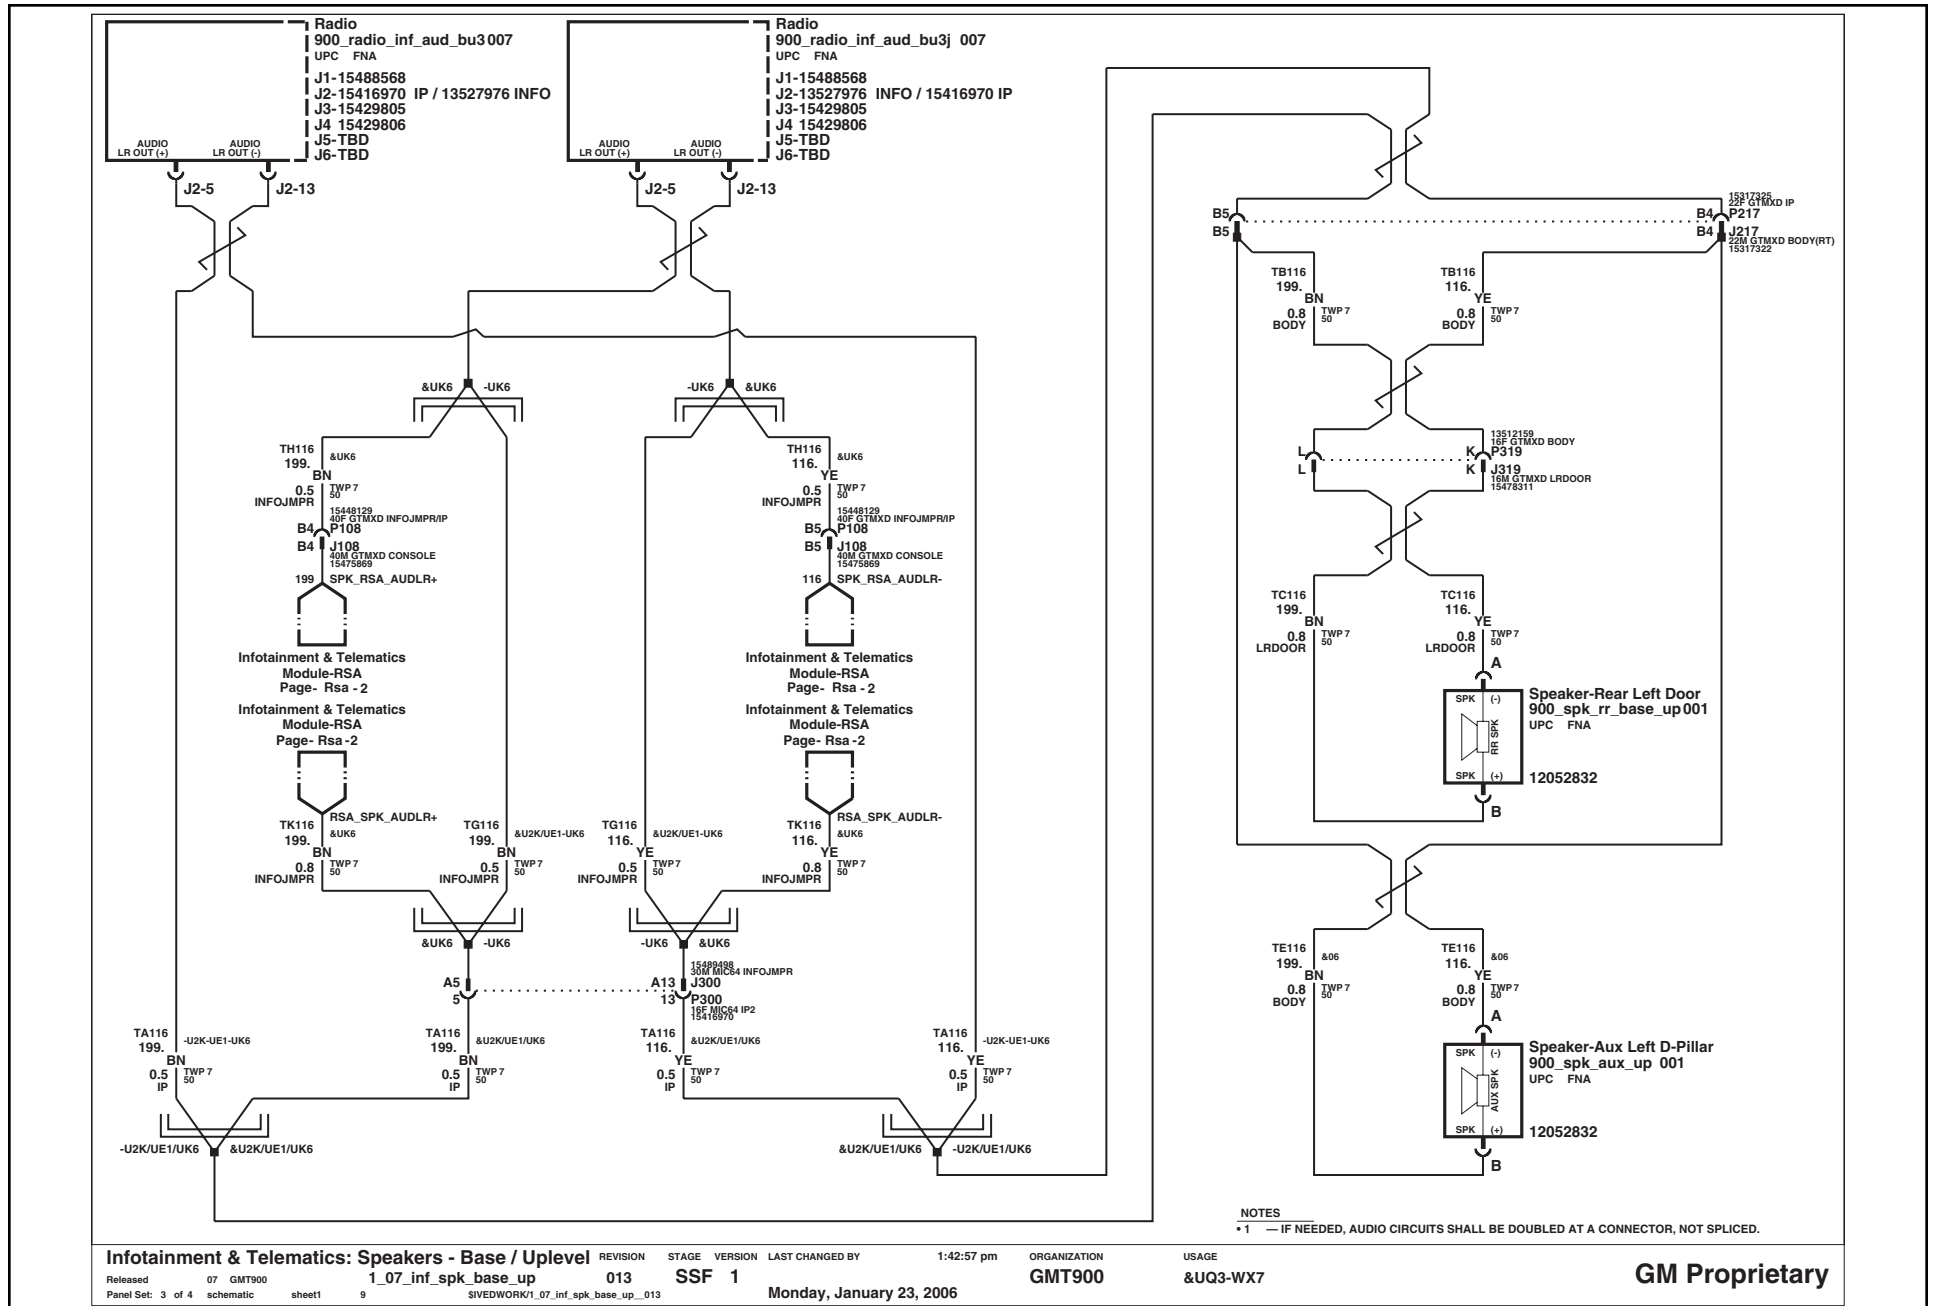 Radio
900_radio_inf_aud_bu3 007
UPC FNA
J1-15488568
J2-15416970 IP / 13527976 INFO
J3-15429805
J4 15429806
J5-TBD
J6-TBD
AUDIO
LR OUT (+)
AUDIO
LR OUT (-)
J2-5
J2-13
Radio
900_radio_inf_aud_bu3j 007
UPC FNA
J1-15488568
J2-13527976 INFO / 15416970 IP
J3-15429805
J4 15429806
J5-TBD
J6-TBD
AUDIO
LR OUT (+)
AUDIO
LR OUT (-)
J2-5
J2-13
&UK6
-UK6
-UK6
&UK6
TH116
199.
&UK6
BN
0.5
TWP 7
50
INFOJMPR
15448129
40F GTMXD INFOJMPR/IP
B4
P108
B4
J108
40M GTMXD CONSOLE
15475869
199
SPK_RSA_AUDLR+
Infotainment & Telematics
Module-RSA
Page- Rsa - 2
TH116
116.
&UK6
YE
0.5
TWP 7
50
INFOJMPR
15448129
40F GTMXD INFOJMPR/IP
B5
P108
B5
J108
40M GTMXD CONSOLE
15475869
116
SPK_RSA_AUDLR-
Infotainment & Telematics
Module-RSA
Page- Rsa - 2
Infotainment & Telematics
Module-RSA
Page- Rsa -2
RSA_SPK_AUDLR+
TK116
199.
&UK6
BN
0.8
TWP 7
50
INFOJMPR
TG116
199.
&U2K/UE1-UK6
BN
0.5
TWP 7
50
INFOJMPR
TG116
116.
&U2K/UE1-UK6
YE
0.5
TWP 7
50
INFOJMPR
Infotainment & Telematics
Module-RSA
Page- Rsa -2
RSA_SPK_AUDLR-
TK116
116.
&UK6
YE
0.8
TWP 7
50
INFOJMPR
&UK6
-UK6
-UK6
&UK6
A5
5
15489498
30M MIC64 INFOJMPR
A13
J300
13
P300
16F MIC64 IP2
15416970
TA116
199.
-U2K-UE1-UK6
BN
0.5
TWP 7
50
IP
TA116
199.
&U2K/UE1/UK6
BN
0.5
TWP 7
50
IP
TA116
116.
&U2K/UE1/UK6
YE
0.5
TWP 7
50
IP
TA116
116.
-U2K-UE1-UK6
YE
0.5
TWP 7
50
IP
-U2K/UE1/UK6
&U2K/UE1/UK6
&U2K/UE1/UK6
-U2K/UE1/UK6
15317325
22F GTMXD IP
B5
B4
P217
B5
B4
J217
22M GTMXD BODY(RT)
15317322
TB116
199.
BN
0.8
TWP 7
50
BODY
TB116
116.
YE
0.8
TWP 7
50
BODY
13512159
16F GTMXD BODY
L
K
P319
L
K
J319
16M GTMXD LRDOOR
15478311
TC116
199.
BN
0.8
TWP 7
50
LRDOOR
TC116
116.
YE
0.8
TWP 7
50
LRDOOR
A
SPK
(-)
RR SPK
SPK
(+)
Speaker-Rear Left Door
900_spk_rr_base_up 001
UPC FNA
12052832
B
TE116
199.
&06
BN
0.8
TWP 7
50
BODY
TE116
116.
&06
YE
0.8
TWP 7
50
BODY
A
SPK
(-)
AUX SPK
SPK
(+)
Speaker-Aux Left D-Pillar
900_spk_aux_up 001
UPC FNA
12052832
B
NOTES
• 1 — IF NEEDED, AUDIO CIRCUITS SHALL BE DOUBLED AT A CONNECTOR, NOT SPLICED.
Infotainment & Telematics: Speakers - Base / Uplevel REVISION STAGE VERSION LAST CHANGED BY 1:42:57 pm ORGANIZATION USAGE
Released 07 GMT900 1_07_inf_spk_base_up 013 SSF 1 GMT900 &UQ3-WX7 GM Proprietary
Panel Set: 3 of 4 schematic sheet1 9 $IVEDWORK/1_07_inf_spk_base_up__013 Monday, January 23, 2006